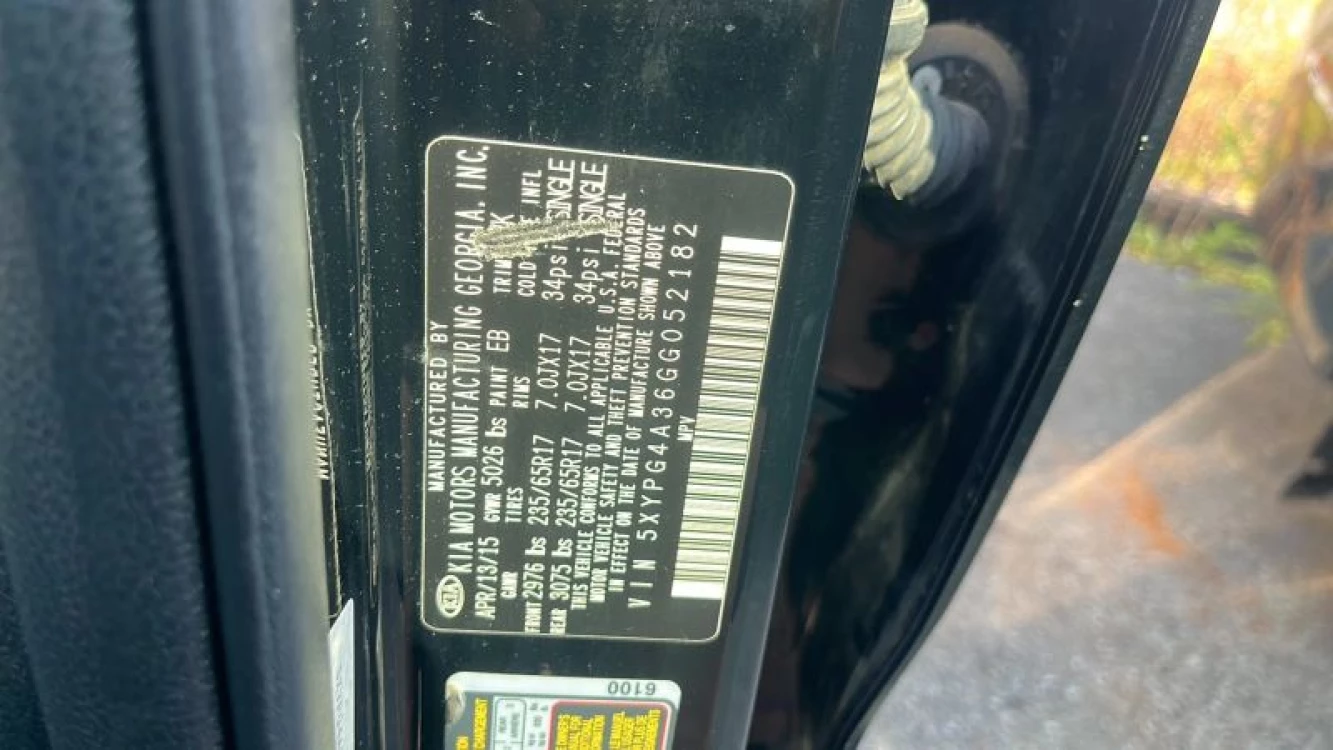 MANUFACTURED BY
KIA KIA MOTORS MANUFACTURING GEORGIA. INC.
APR/13/15 GVWR 5026 lbs PAINT EB TRIM
GAWR TIRES RIMS COLD INFL
FRONT 2976 lbs 235/65R17 7.0JX17 34psi SINGLE
REAR 3075 lbs 235/65R17 7.0JX17 34psi SINGLE
THIS VEHICLE CONFORMS TO ALL APPLICABLE U.S.A. FEDERAL
MOTOR VEHICLE SAFETY AND THEFT PREVENTION STANDARDS
IN EFFECT ON THE DATE OF MANUFACTURE SHOWN ABOVE
VIN 5XYPG4A36GG052182
MPV
6100